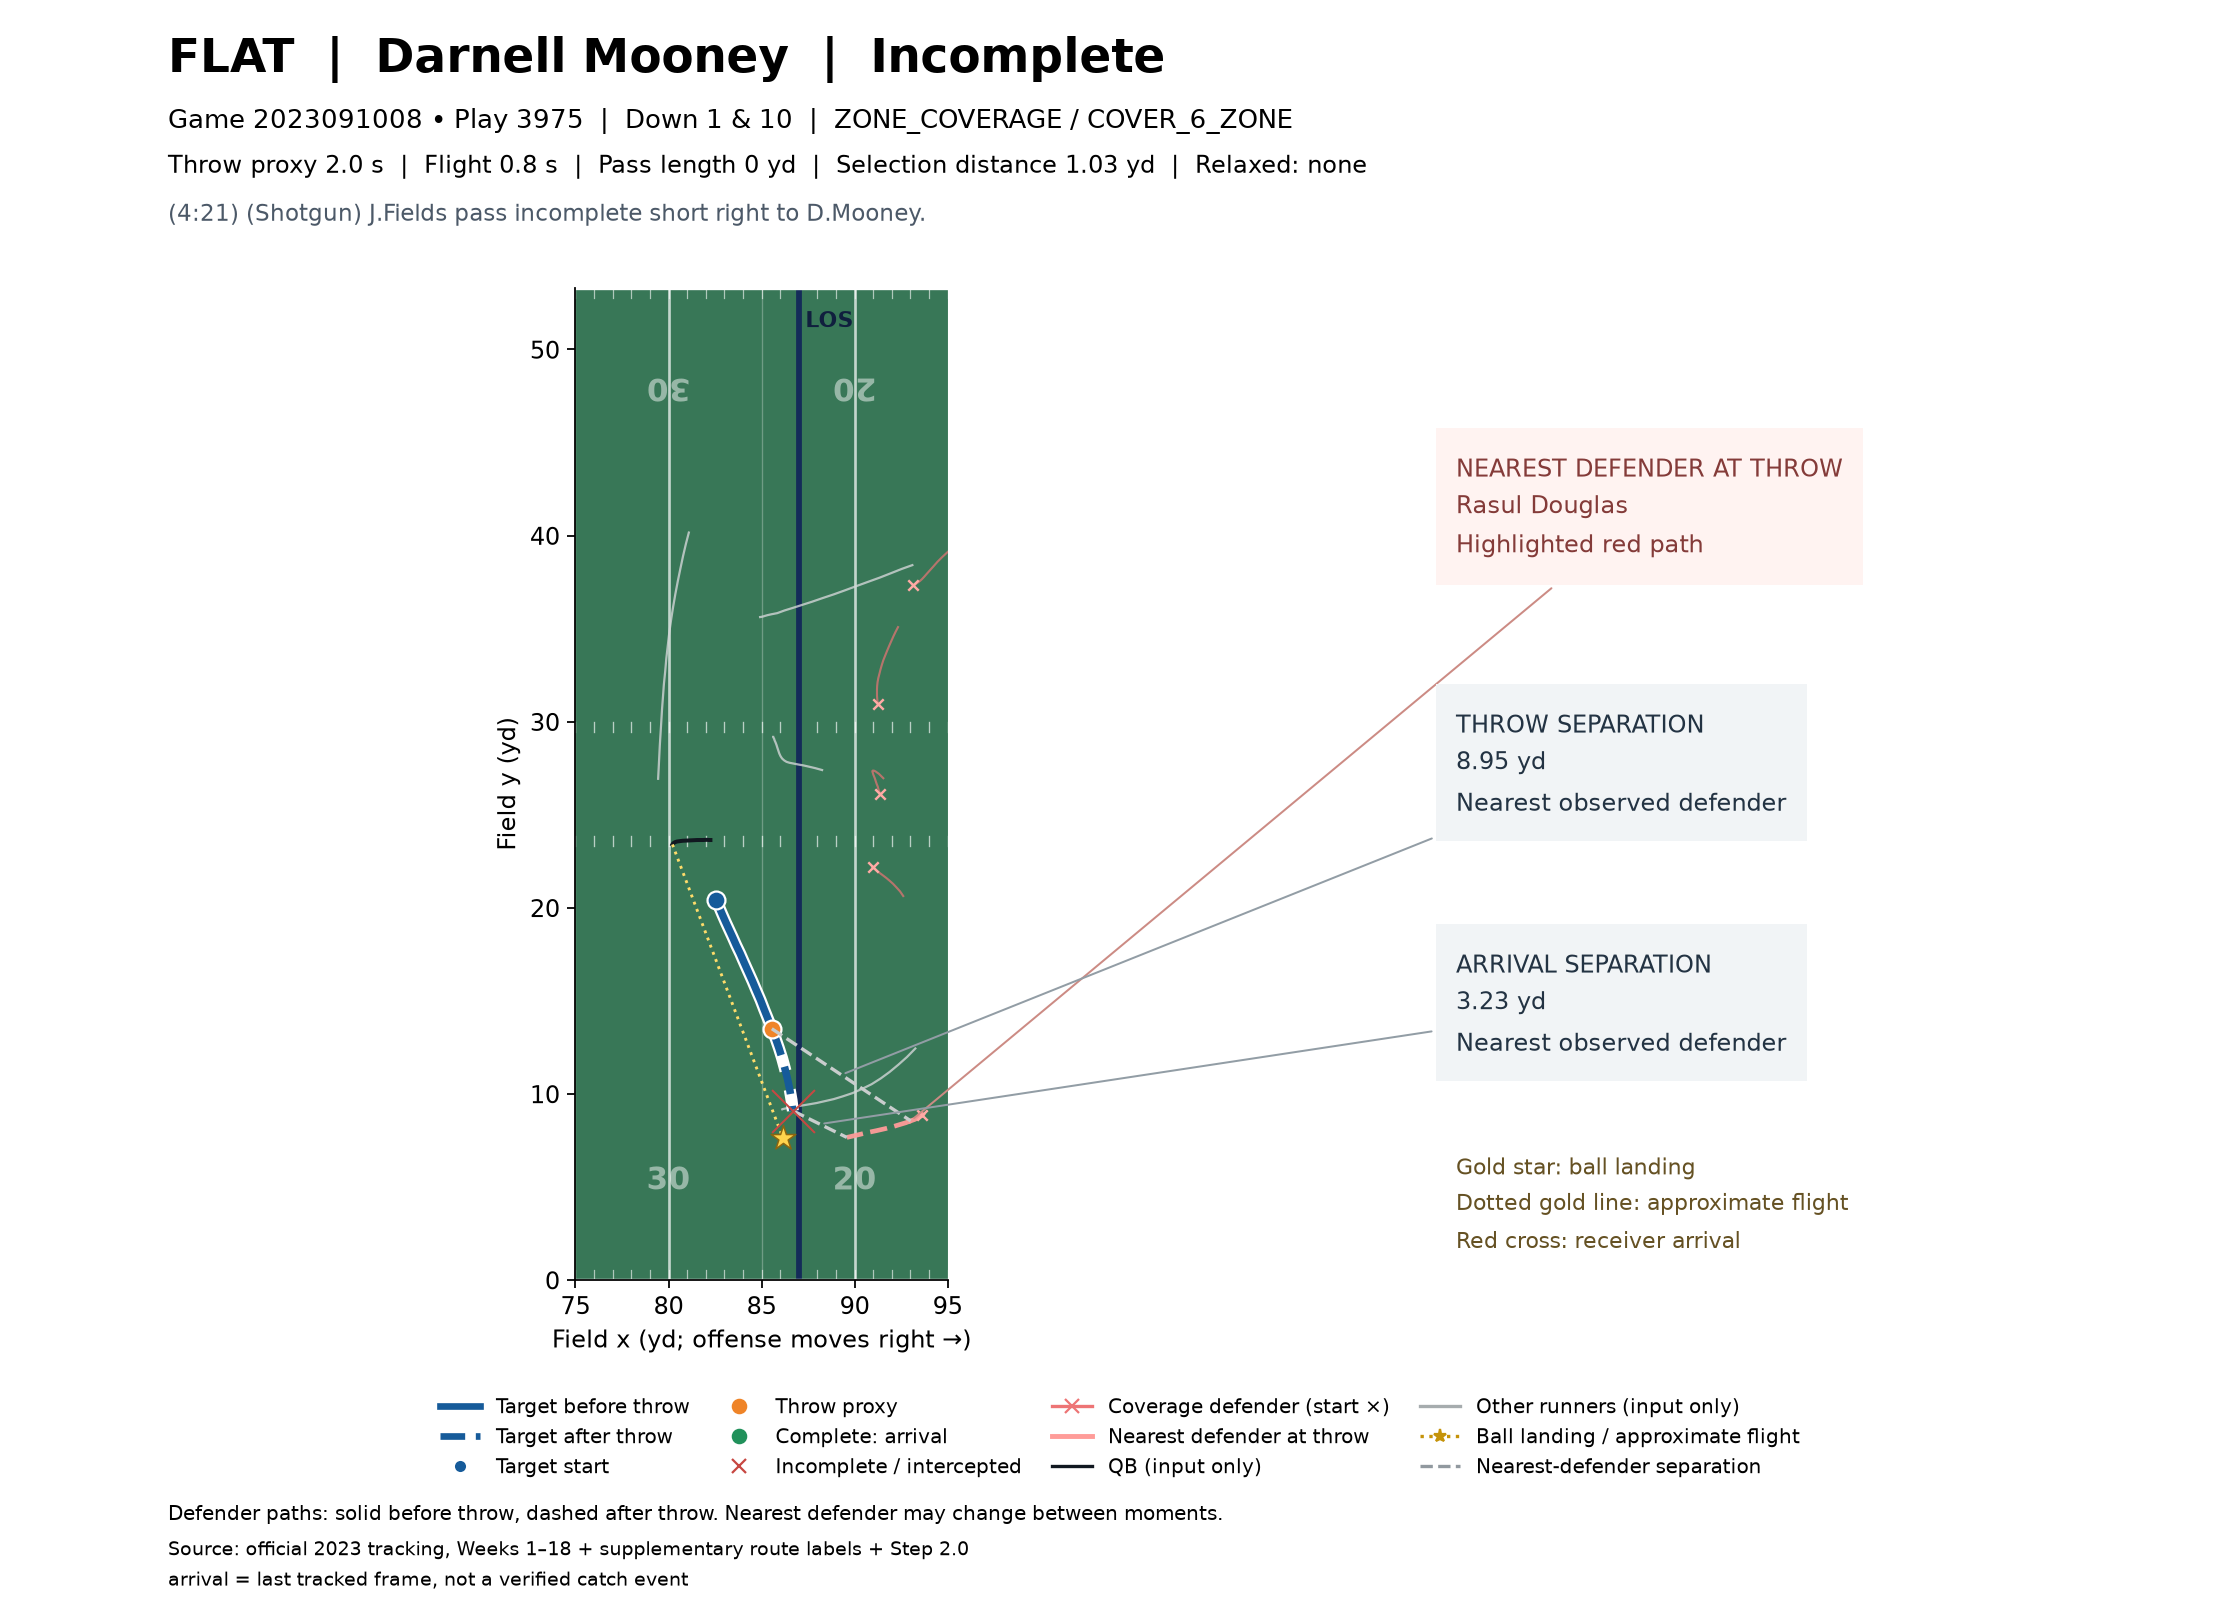 FLAT  |  Darnell Mooney  |  Incomplete
Game 2023091008 • Play 3975  |  Down 1 & 10  |  ZONE_COVERAGE / COVER_6_ZONE
Throw proxy 2.0 s  |  Flight 0.8 s  |  Pass length 0 yd  |  Selection distance 1.03 yd  |  Relaxed: none
(4:21) (Shotgun) J.Fields pass incomplete short right to D.Mooney.
LOS
30 20
30 20
50
40
30
20
10
0
Field y (yd)
75 80 85 90 95
Field x (yd; offense moves right →)
NEAREST DEFENDER AT THROW
Rasul Douglas
Highlighted red path
THROW SEPARATION
8.95 yd
Nearest observed defender
ARRIVAL SEPARATION
3.23 yd
Nearest observed defender
Gold star: ball landing
Dotted gold line: approximate flight
Red cross: receiver arrival
Target before throw
Target after throw
Target start
Throw proxy
Complete: arrival
Incomplete / intercepted
Coverage defender (start ×)
Nearest defender at throw
QB (input only)
Other runners (input only)
Ball landing / approximate flight
Nearest-defender separation
Defender paths: solid before throw, dashed after throw. Nearest defender may change between moments.
Source: official 2023 tracking, Weeks 1–18 + supplementary route labels + Step 2.0
arrival = last tracked frame, not a verified catch event